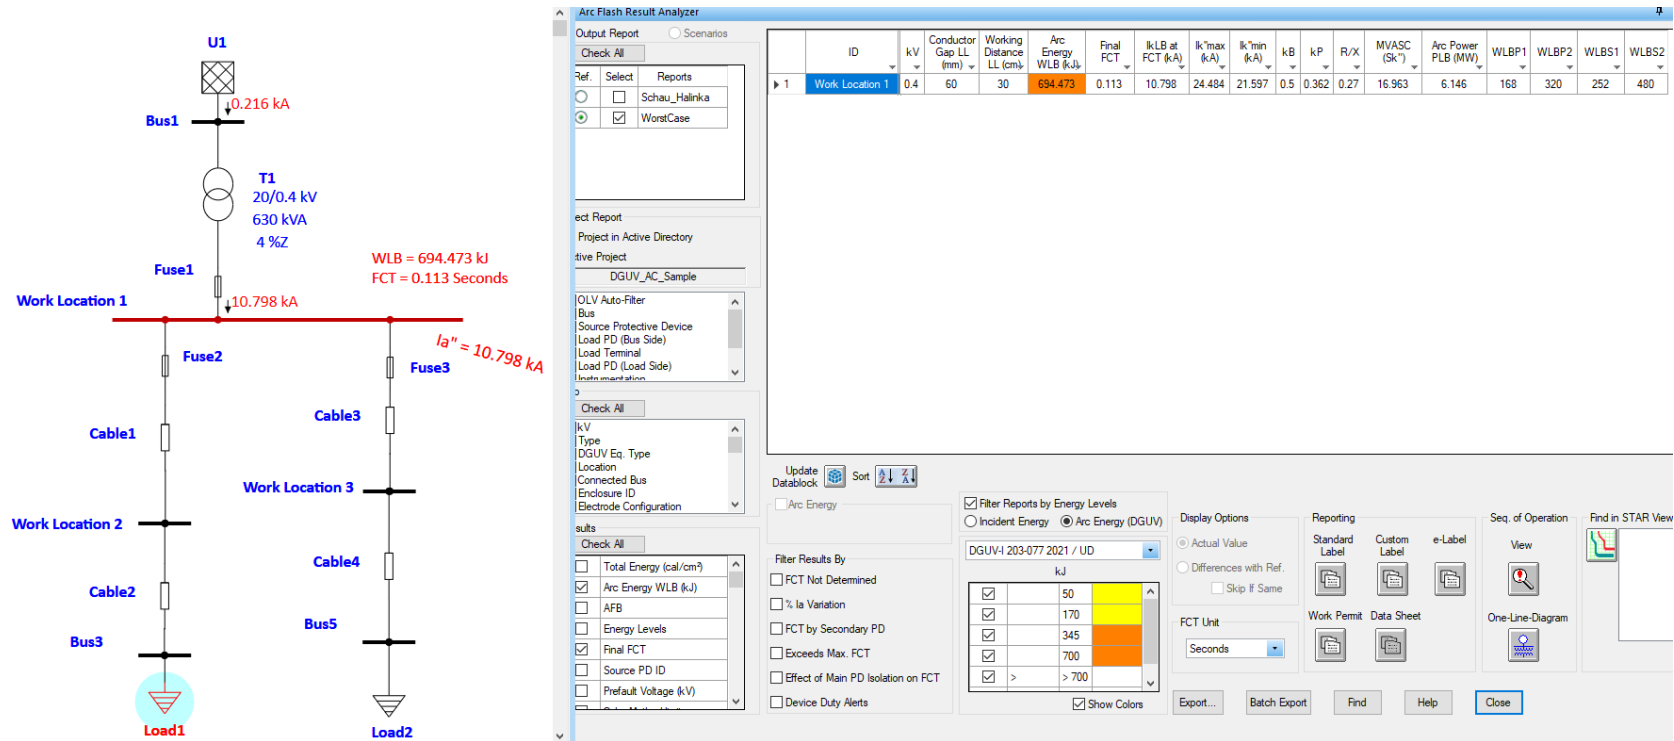 U1
0.216 kA
Bus1
T1
20/0.4 kV
630 kVA
4 %Z
WLB = 694.473 kJ
FCT = 0.113 Seconds
Fuse1
Work Location 1
10.798 kA
Ia" = 10.798 kA
Fuse2
Fuse3
Cable3
Cable1
Work Location 3
Work Location 2
Cable4
Cable2
Bus5
Bus3
Load1
Load2
Arc Flash Result Analyzer
Output Report
Scenarios
Check All
Ref. Select Reports
Schau_Halinka
WorstCase
ect Report
Project in Active Directory
ctive Project
DGUV_AC_Sample
OLV Auto-Filter
Bus
Source Protective Device
Load PD (Bus Side)
Load Terminal
Load PD (Load Side)
Instrumentation
Check All
kV
Type
DGUV Eq. Type
Location
Connected Bus
Enclosure ID
Electrode Configuration
sults
Check All
Total Energy (cal/cm²)
Arc Energy WLB (kJ)
AFB
Energy Levels
Final FCT
Source PD ID
Prefault Voltage (kV)
ID
kV
Conductor Gap LL (mm)
Working Distance LL (cm)
Arc Energy WLB (kJ)
Final FCT
IkLB at FCT (kA)
Ik"max (kA)
Ik"min (kA)
kB
kP
R/X
MVASC (Sk")
Arc Power PLB (MW)
WLBP1
WLBP2
WLBS1
WLBS2
1 Work Location 1 0.4 60 30 694.473 0.113 10.798 24.484 21.597 0.5 0.362 0.27 16.963 6.146 168 320 252 480
Update Datablock
Sort
Arc Energy
Filter Results By
FCT Not Determined
% Ia Variation
FCT by Secondary PD
Exceeds Max. FCT
Effect of Main PD Isolation on FCT
Device Duty Alerts
Filter Reports by Energy Levels
Incident Energy Arc Energy (DGUV)
DGUV-I 203-077 2021 / UD
kJ
50
170
345
700
> > 700
Show Colors
Display Options
Actual Value
Differences with Ref.
Skip If Same
FCT Unit
Seconds
Reporting
Standard Label
Custom Label
e-Label
Work Permit
Data Sheet
Seq. of Operation
View
One-Line-Diagram
Find in STAR View
Export...
Batch Export
Find
Help
Close